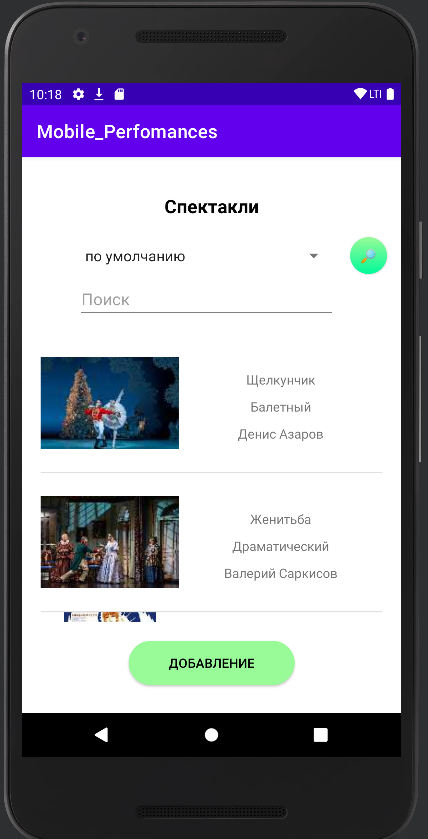 10:18
LTE
Mobile_Perfomances
Спектакли
по умолчанию
Поиск
Щелкунчик
Балетный
Денис Азаров
Женитьба
Драматический
Валерий Саркисов
ДОБАВЛЕНИЕ